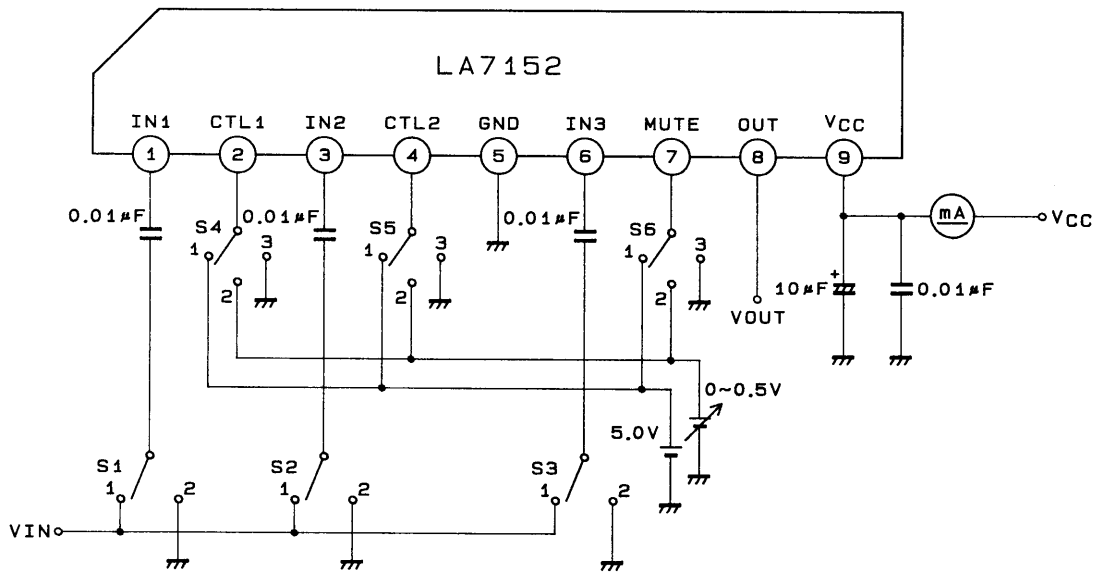 LA7152
IN1 CTL1 IN2 CTL2 GND IN3 MUTE OUT VCC
1 2 3 4 5 6 7 8 9
0.01μF S4 0.01μF S5 0.01μF S6 mA VCC
1 3 1 3 1 3
2 2 2 10μF + 0.01μF
VOUT
0~0.5V
5.0V
S1 S2 S3
1 2 1 2 1 2
VIN